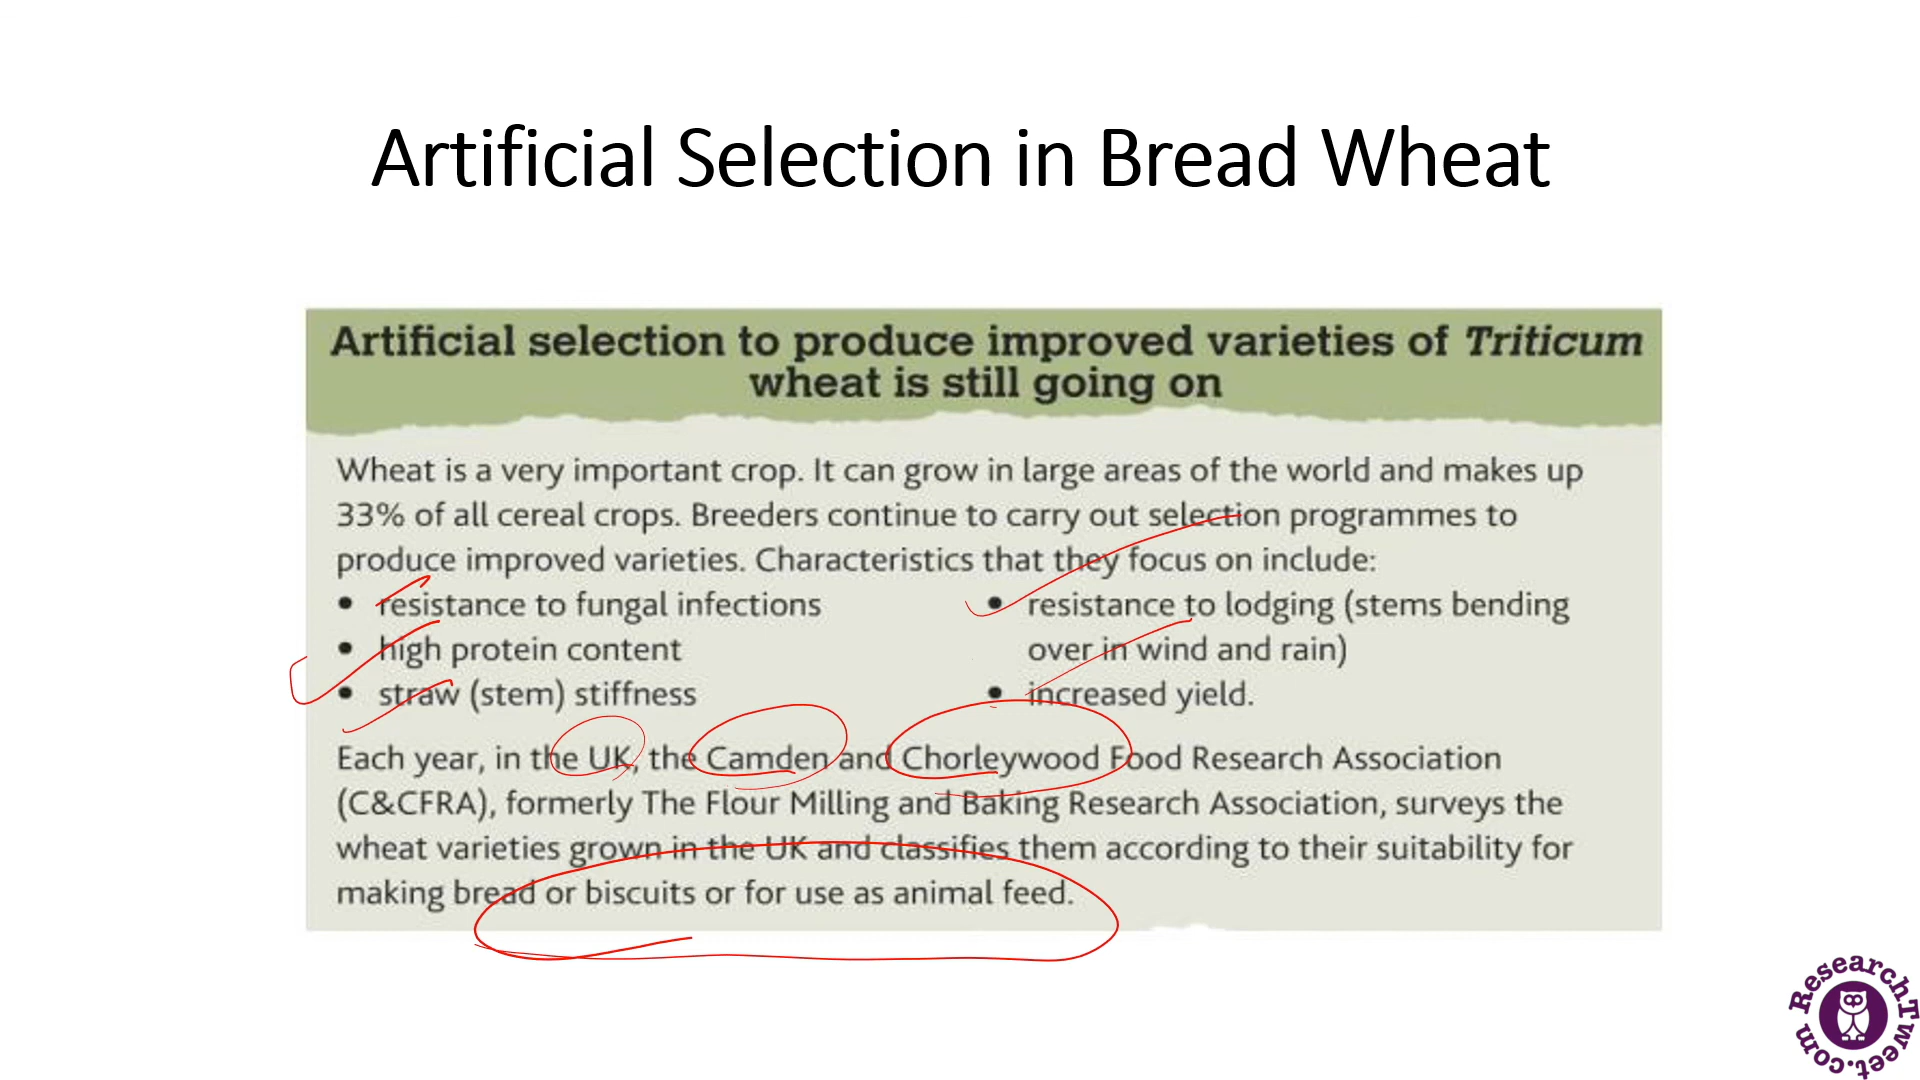 Artificial Selection in Bread Wheat
Artificial selection to produce improved varieties of Triticum
wheat is still going on
Wheat is a very important crop. It can grow in large areas of the world and makes up
33% of all cereal crops. Breeders continue to carry out selection programmes to
produce improved varieties. Characteristics that they focus on include:
• resistance to fungal infections
• high protein content
• straw (stem) stiffness
• resistance to lodging (stems bending
over in wind and rain)
• increased yield.
Each year, in the UK, the Camden and Chorleywood Food Research Association
(C&CFRA), formerly The Flour Milling and Baking Research Association, surveys the
wheat varieties grown in the UK and classifies them according to their suitability for
making bread or biscuits or for use as animal feed.
ResearchTweet.com